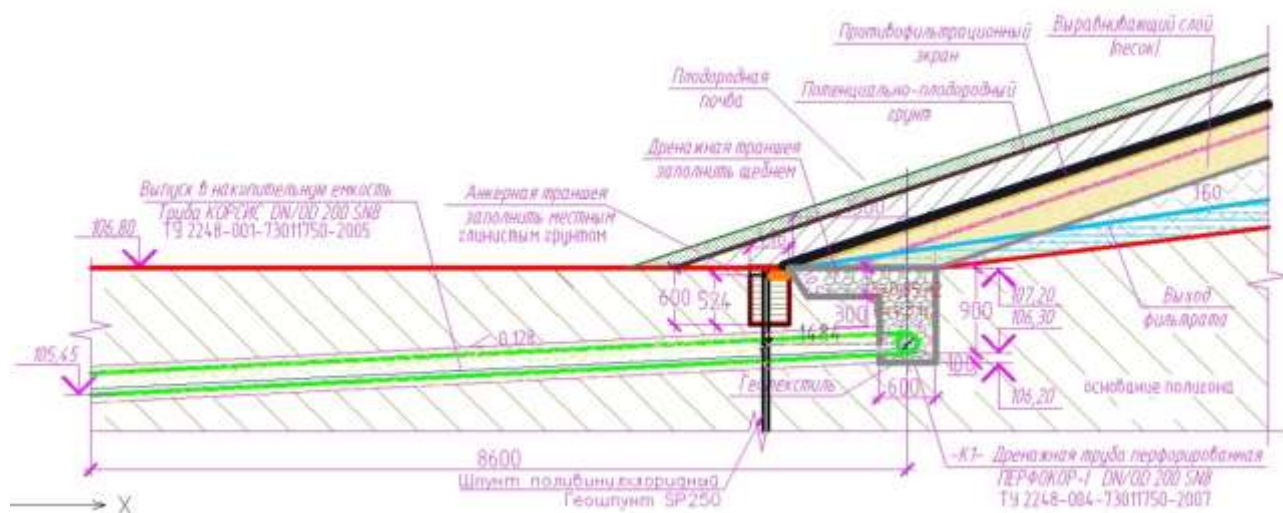 Противофильтрационный
экран
Выравнивающий слой
(песок)
Плодородная
почва
Потенциально-плодородный
грунт
Дренажная траншея
заполнить щебнем
Выпуск в накопительную емкость
Труба КОРСИС DN/OD 200 SN8
ТУ 2248-001-73011750-2005
Анкерная траншея
заполнить местным
глинистым грунтом
160
106,80
600
524
300
900
107,20
106,30
Выход
фильтрата
0,128
1484
105,45
Геотекстиль
600
100
106,20
основание полигона
8600
Шпунт поливинилхлоридный
Геошпунт SP250
-К1- Дренажная труба перфорированная
ПЕРФОКОР-I DN/OD 200 SN8
ТУ 2248-004-73011750-2007
X